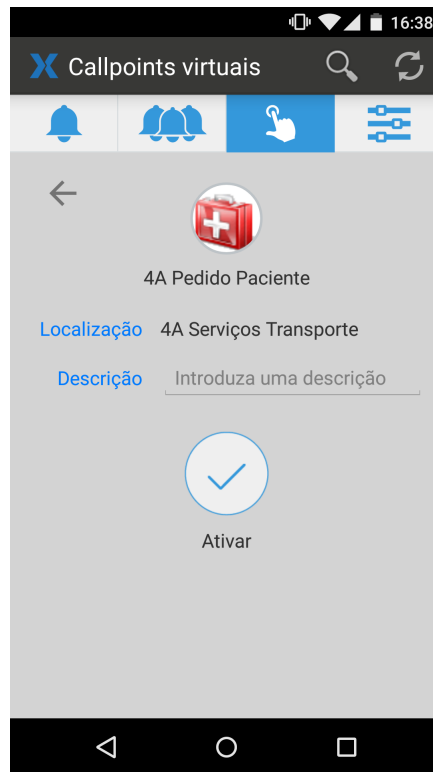 16:38
Callpoints virtuais
4A Pedido Paciente
Localização 4A Serviços Transporte
Descrição Introduza uma descrição
Ativar